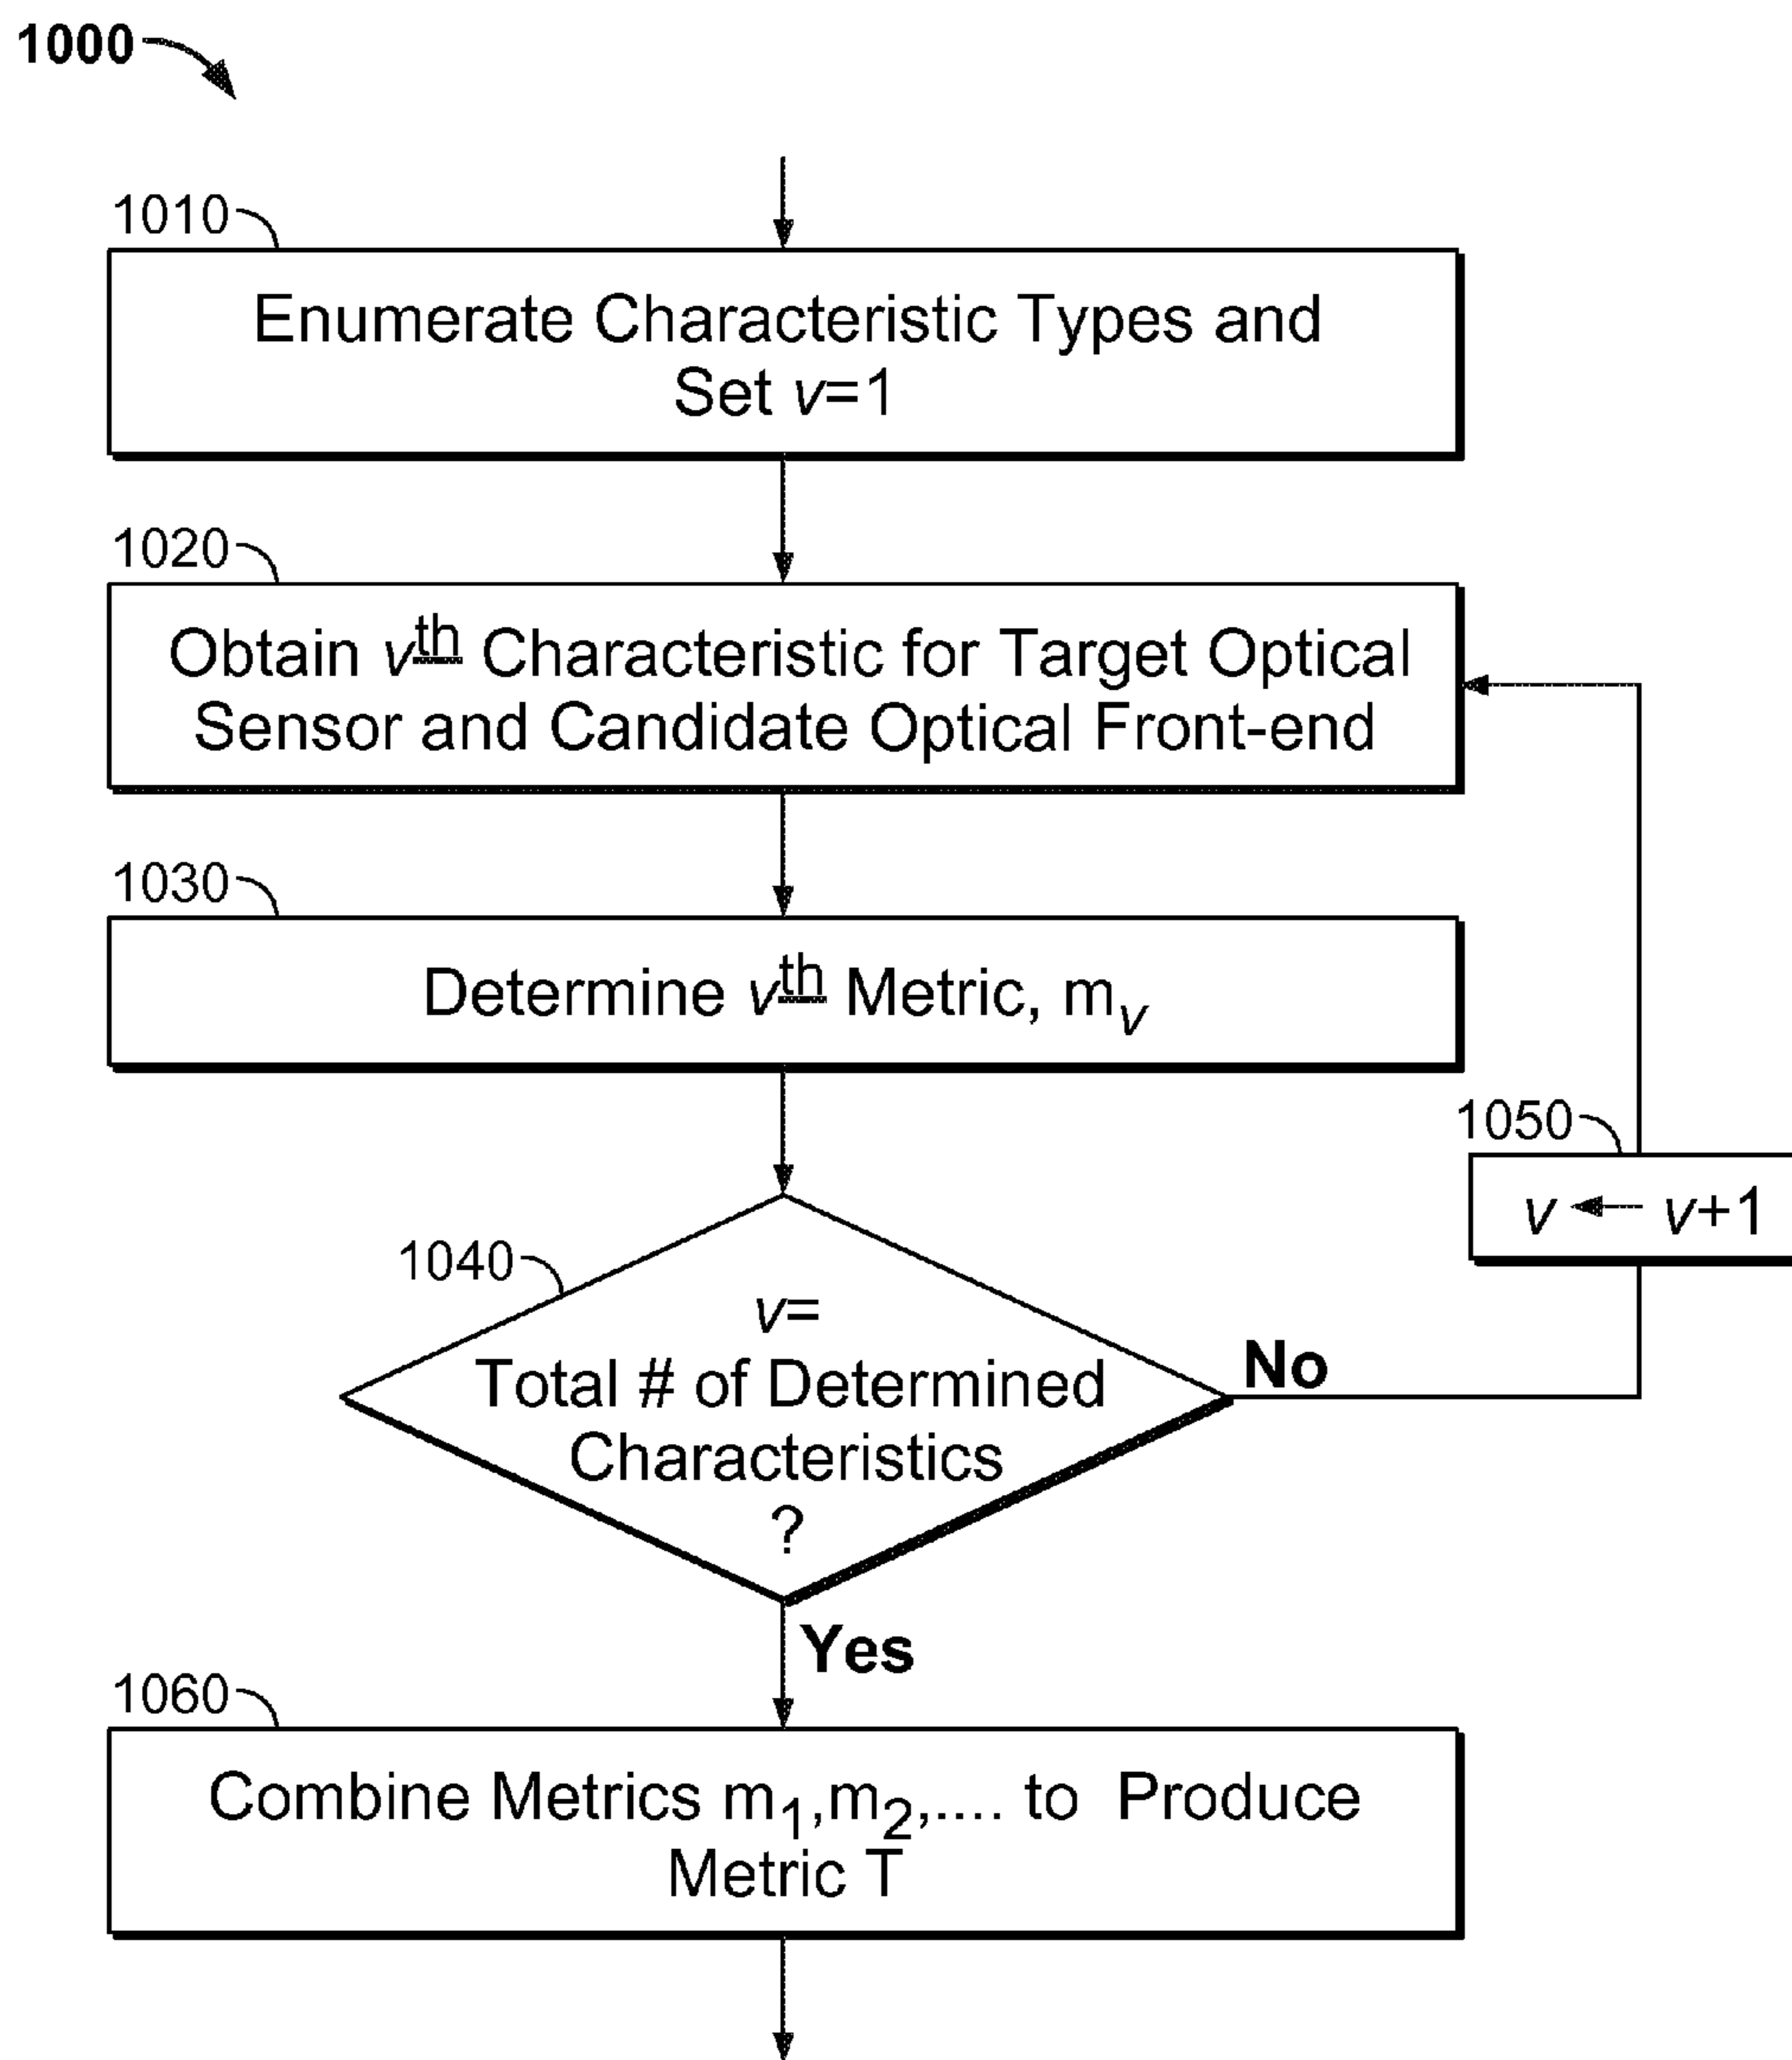 1000
1010
Enumerate Characteristic Types and
Set v=1
1020
Obtain vth Characteristic for Target Optical
Sensor and Candidate Optical Front-end
1030
Determine vth Metric, mv
1050
v ← v+1
1040
v=
Total # of Determined
Characteristics
?
No
Yes
1060
Combine Metrics m1,m2,.... to Produce
Metric T